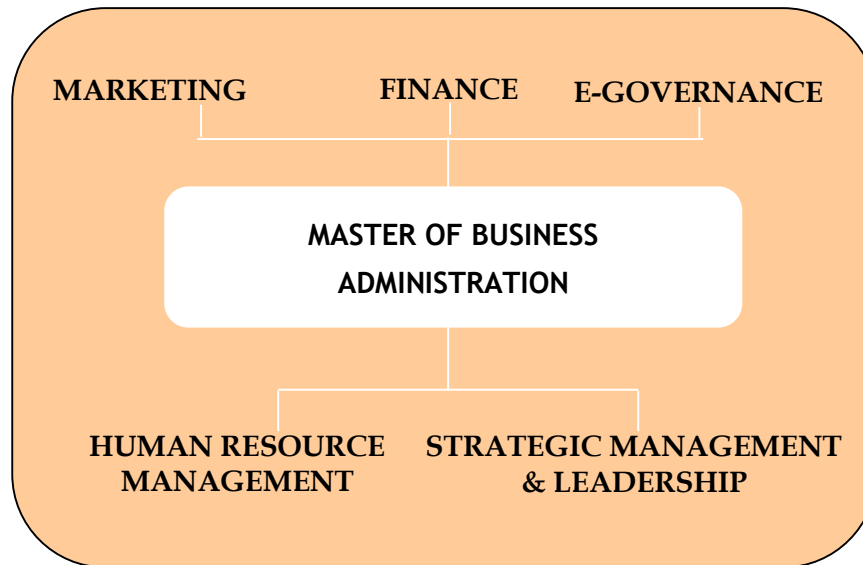 MARKETING
FINANCE
E-GOVERNANCE
MASTER OF BUSINESS
ADMINISTRATION
HUMAN RESOURCE
MANAGEMENT
STRATEGIC MANAGEMENT
& LEADERSHIP